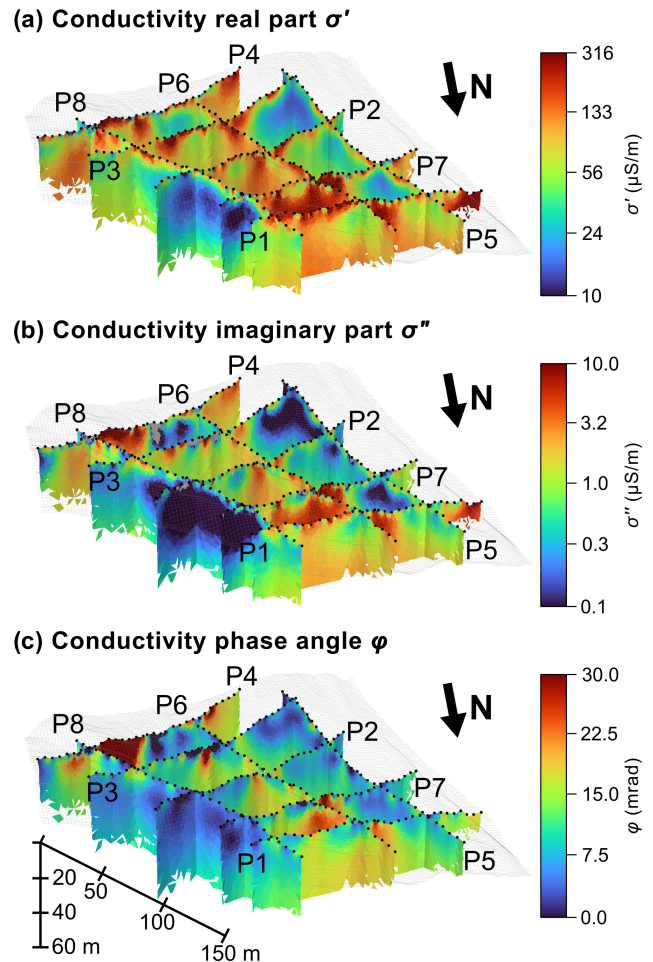 (a) Conductivity real part σ′
P4
P6
P8
P2
N
P3
P7
P1
P5
316
133
56
24
10
σ′ (μS/m)
(b) Conductivity imaginary part σ″
P4
P6
P8
P2
N
P3
P7
P1
P5
10.0
3.2
1.0
0.3
0.1
σ″ (μS/m)
(c) Conductivity phase angle φ
P4
P6
P8
P2
N
P3
P7
P1
P5
30.0
22.5
15.0
7.5
0.0
φ (mrad)
20
40
60 m
50
100
150 m